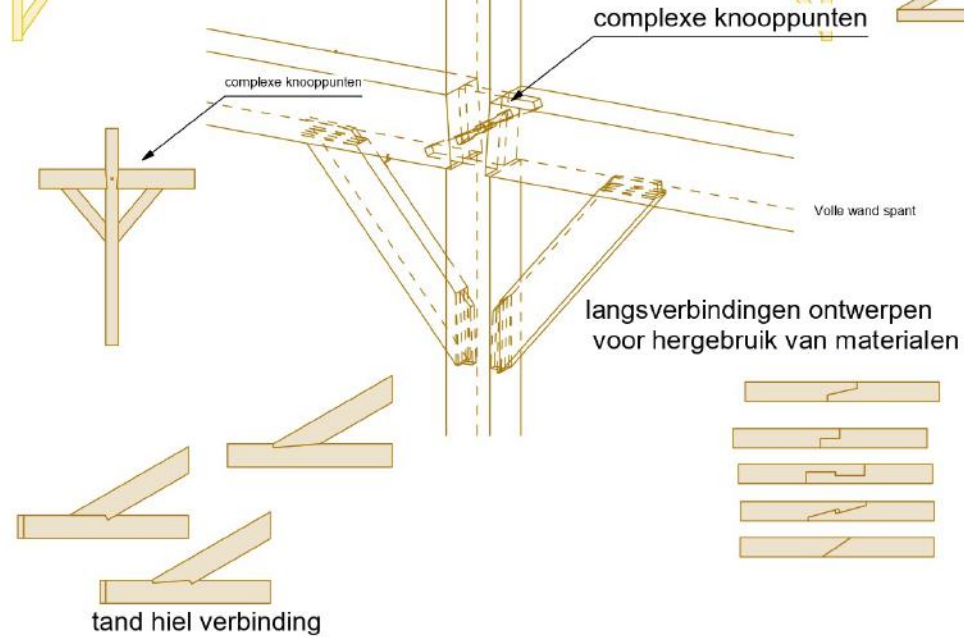 complexe knooppunten
complexe knooppunten
Volle wand spant
langsverbindingen ontwerpen
voor hergebruik van materialen
tand hiel verbinding